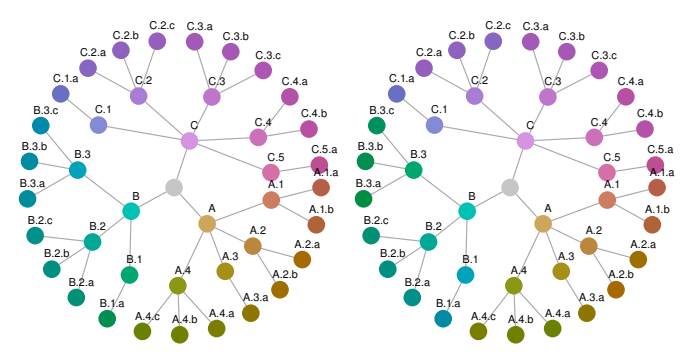 C.2.c C.3.a
C.2.b C.3.b
C.2.a C.3.c
C.1.a C.2 C.3 C.4.a
B.3.c C.1 C C.4 C.4.b
B.3.b B.3 C.5 C.5.a
A.1.a
B.3.a B A A.1 A.1.b
B.2.c B.2 A.2
B.2.b B.1 A.3 A.2.a
B.2.a A.4 A.2.b
B.1.a A.4.c A.4.b A.4.a A.3.a
C.2.c C.3.a
C.2.b C.3.b
C.2.a C.3.c
C.1.a C.2 C.3 C.4.a
B.3.c C.1 C C.4 C.4.b
B.3.b B.3 C.5 C.5.a
A.1.a
B.3.a B A A.1 A.1.b
B.2.c B.2 A.2
B.2.b B.1 A.3 A.2.a
B.2.a A.4 A.2.b
B.1.a A.4.c A.4.b A.4.a A.3.a